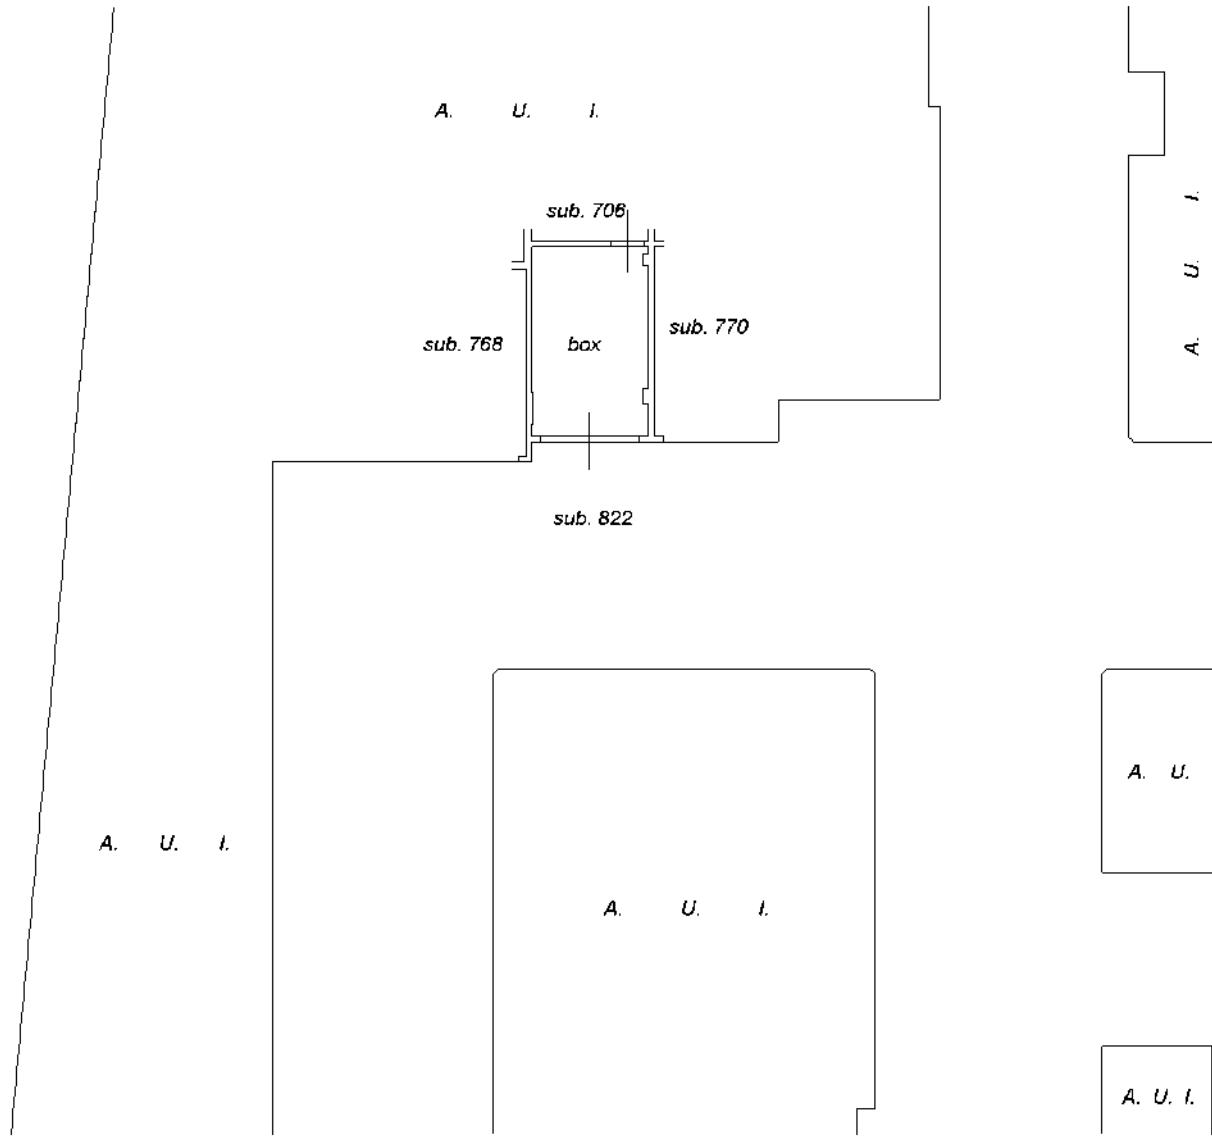 A. U. I.
sub. 706
sub. 768
box
sub. 770
A. U. I.
sub. 822
A. U.
A. U. I.
A. U. I.
A. U. I.